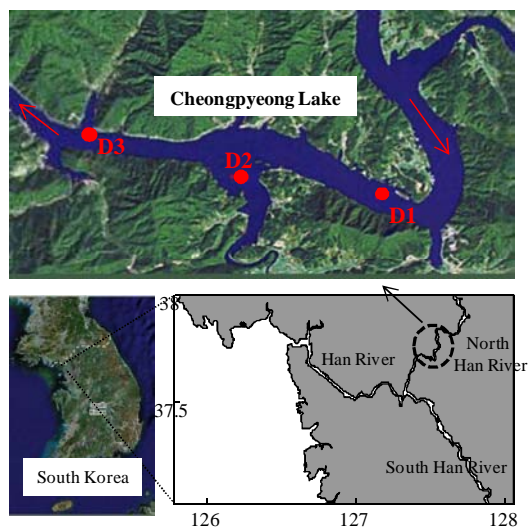 Cheongpyeong Lake
D3
D2
D1
38
North
Han River
Han River
37.5
South Korea
South Han River
126
127
128